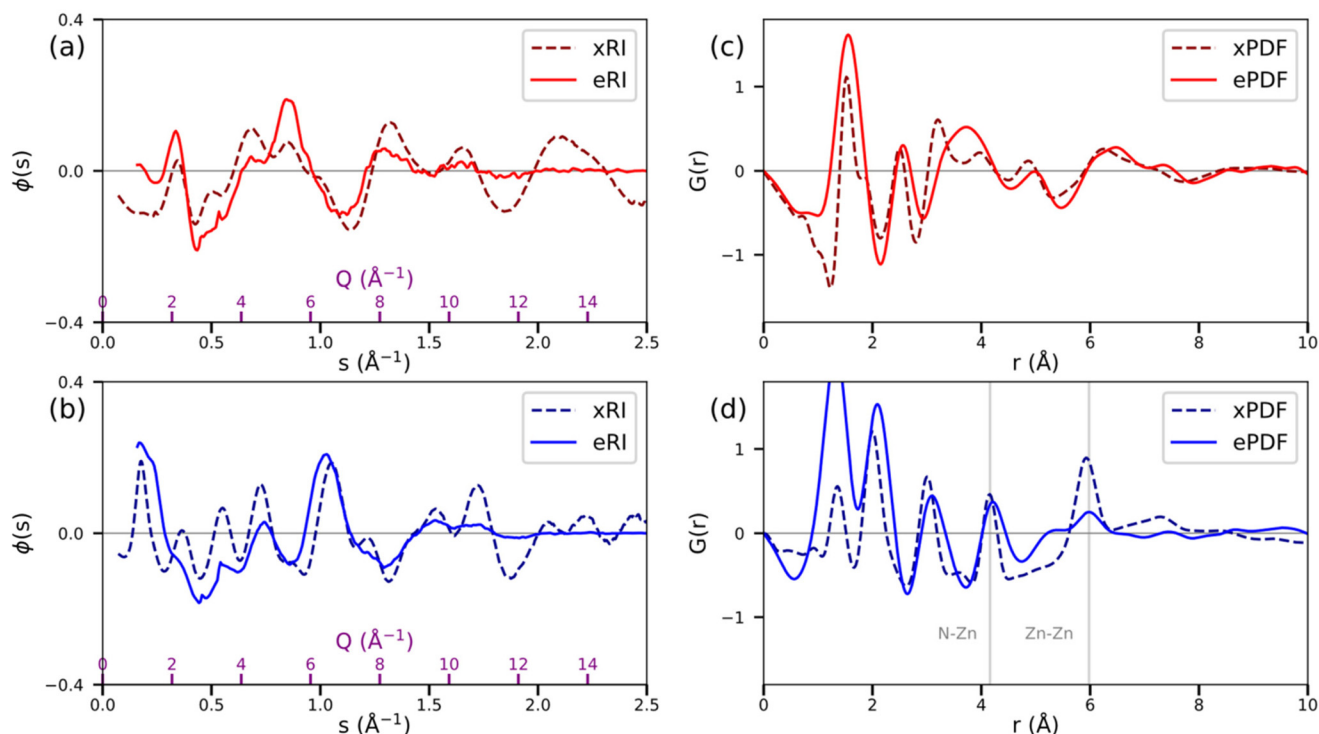 (a)
xRI
eRI
0.4
0.0
−0.4
ϕ(s)
Q (Å⁻¹)
0 2 4 6 8 10 12 14
0.0 0.5 1.0 1.5 2.0 2.5
s (Å⁻¹)
(c)
xPDF
ePDF
1
0
−1
G(r)
0 2 4 6 8 10
r (Å)
(b)
xRI
eRI
0.4
0.0
−0.4
ϕ(s)
Q (Å⁻¹)
0 2 4 6 8 10 12 14
0.0 0.5 1.0 1.5 2.0 2.5
s (Å⁻¹)
(d)
xPDF
ePDF
1
0
−1
G(r)
N-Zn Zn-Zn
0 2 4 6 8 10
r (Å)